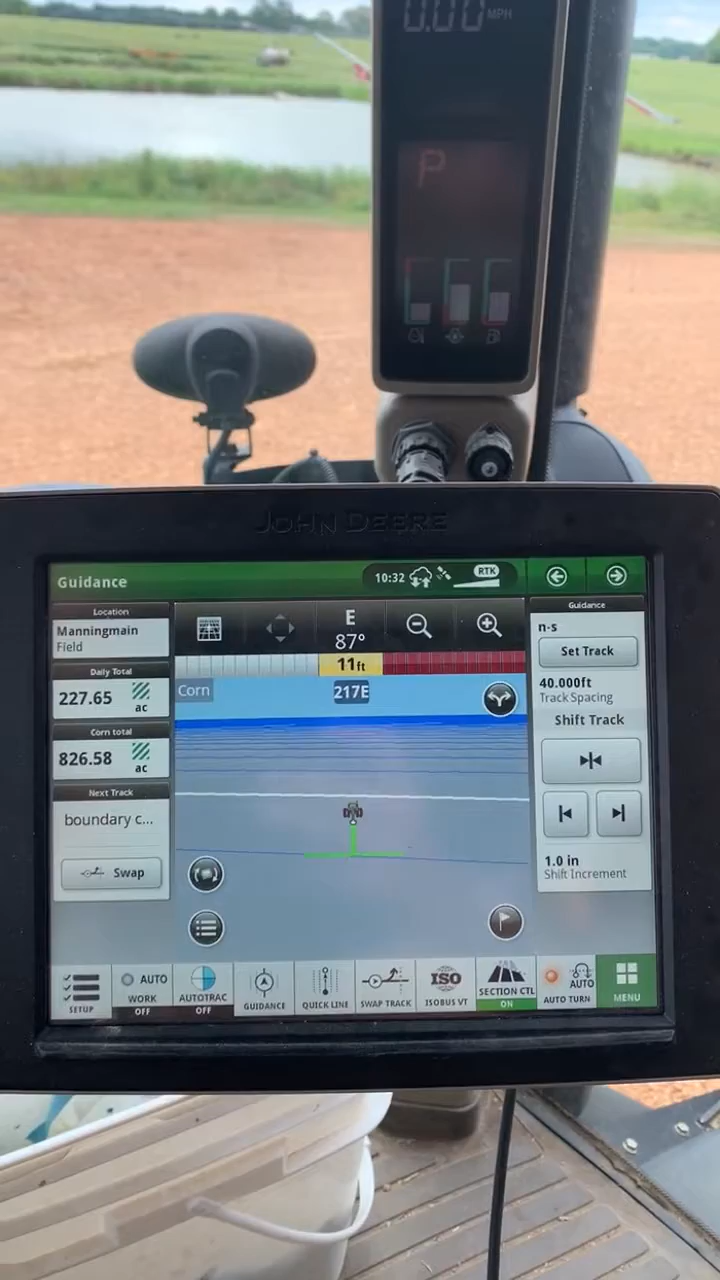 0.00 MPH
P
JOHN DEERE
Guidance
10:32
RTK
Location
Manningmain
Field
Daily Total
227.65
ac
Corn total
826.58
ac
Next Track
boundary c...
Swap
E
87°
11ft
Corn
217E
Guidance
n-s
Set Track
40.000ft
Track Spacing
Shift Track
1.0 in
Shift Increment
SETUP
AUTO
WORK
OFF
AUTOTRAC
OFF
GUIDANCE
QUICK LINE
SWAP TRACK
ISO
ISOBUS VT
SECTION CTL
ON
AUTO
AUTO TURN
MENU